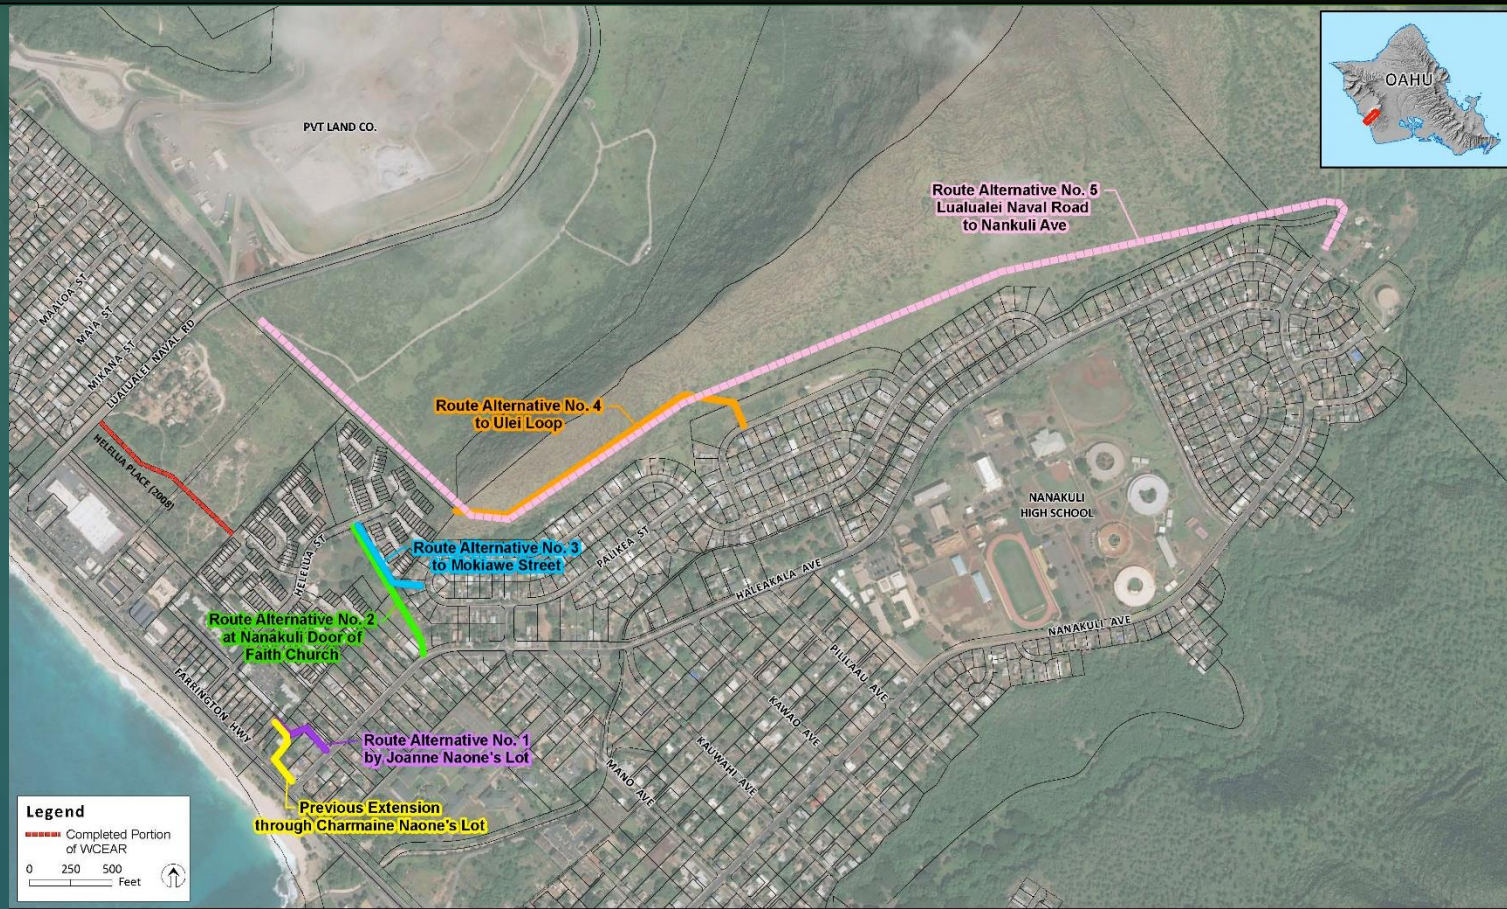 OAHU
PVT LAND CO.
Route Alternative No. 5
Lualualei Naval Road
to Nankuli Ave
MAALOA ST
MAIA ST
MIKANA ST
LUALUALEI NAVAL RD
HELELUA PLACE (2008)
Route Alternative No. 4
to Ulei Loop
NANAKULI
HIGH SCHOOL
HELELUA ST
Route Alternative No. 3
to Mokiawe Street
PALIKEA ST
HALEAKALA AVE
Route Alternative No. 2
at Nanakuli Door of
Faith Church
NANAKULI AVE
FARRINGTON HWY
PILILAAU AVE
KAWAO AVE
KAUWAHI AVE
MANO AVE
Route Alternative No. 1
by Joanne Naone's Lot
Previous Extension
through Charmaine Naone's Lot
Legend
Completed Portion
of WCEAR
0 250 500
Feet